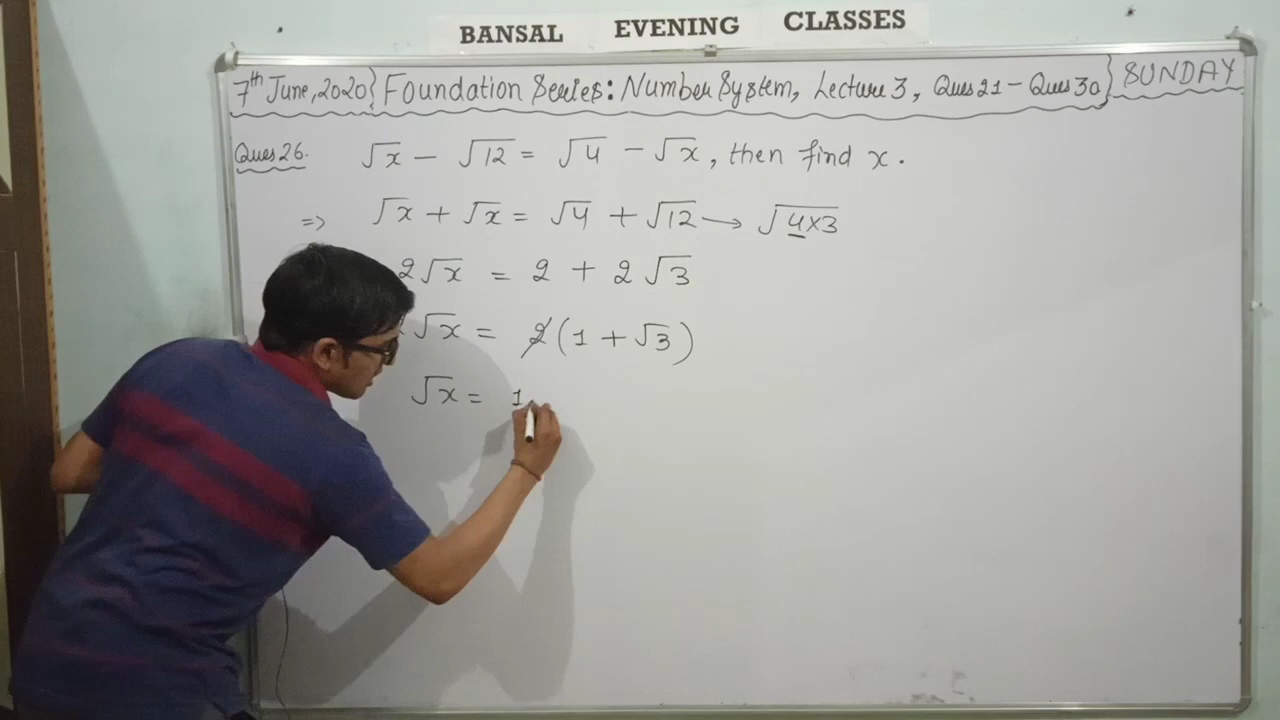 BANSAL EVENING CLASSES
7th June, 2020} Foundation Series: Number System, Lecture 3, Ques 21 - Ques 30} SUNDAY
Ques 26. √x - √12 = √4 - √x, then find x.
=> √x + √x = √4 + √12 → √4×3
2√x = 2 + 2√3
√x = 2(1 + √3)
√x = 1